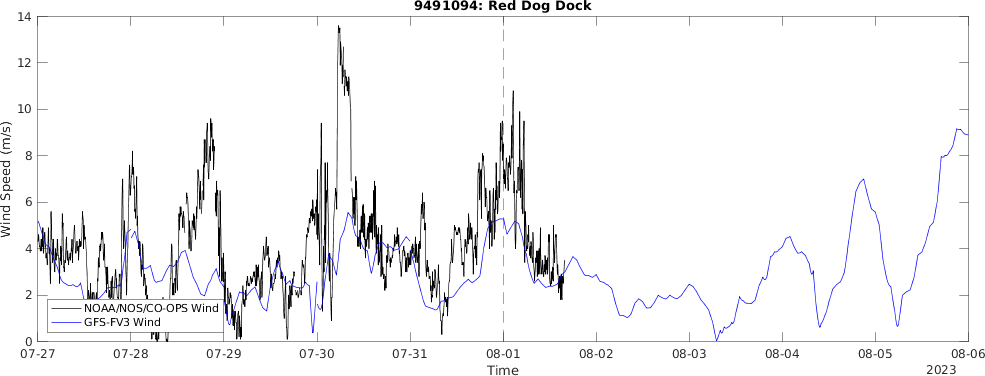 9491094: Red Dog Dock
Wind Speed (m/s)
14
12
10
8
6
4
2
0
NOAA/NOS/CO-OPS Wind
GFS-FV3 Wind
07-27 07-28 07-29 07-30 07-31 08-01 08-02 08-03 08-04 08-05 08-06
Time
2023